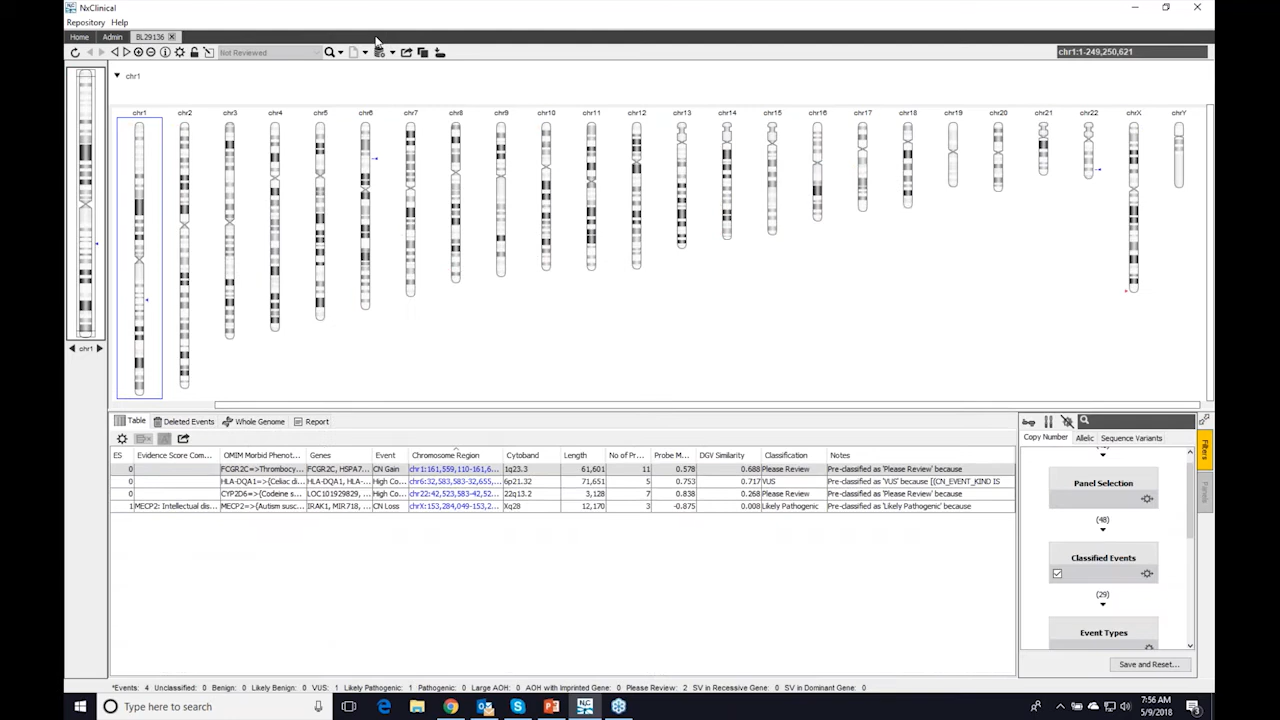 NxClinical
Repository Help
Home Admin BL29136
Not Reviewed
chr1:1-249,250,621
chr1
chr1 chr2 chr3 chr4 chr5 chr6 chr7 chr8 chr9 chr10 chr11 chr12 chr13 chr14 chr15 chr16 chr17 chr18 chr19 chr20 chr21 chr22 chrX chrY
chr1
Table Deleted Events Whole Genome Report
Copy Number Allelic Sequence Variants
ES Evidence Score Com... OMIM Morbid Phenot... Genes Event Chromosome Region Cytoband Length No of Pr... Probe M... DGV Similarity Classification Notes
0 FCGR2C=>Thrombocy... FCGR2C, HSPA7... CN Gain chr1:161,559,110-161,6... 1q23.3 61,601 11 0.578 0.688 Please Review Pre-classified as 'Please Review' because
0 HLA-DQA1=>{Celiac di... HLA-DQA1, HLA-... High Co... chr6:32,583,583-32,655,... 6p21.32 71,651 5 0.753 0.717 VUS Pre-classified as 'VUS' because [(CN_EVENT_KIND IS
0 CYP2D6=>{Codeine s... LOC101929829, ... High Co... chr22:42,523,583-42,52... 22q13.2 3,128 7 0.838 0.268 Please Review Pre-classified as 'Please Review' because
1 MECP2: Intellectual dis... MECP2=>{Autism susc... IRAK1, MIR718, ... CN Loss chrX:153,284,049-153,2... Xq28 12,170 3 -0.875 0.008 Likely Pathogenic Pre-classified as 'Likely Pathogenic' because
Filters
Panels
Panel Selection
(48)
Classified Events
(29)
Event Types
Save and Reset...
*Events: 4 Unclassified: 0 Benign: 0 Likely Benign: 0 VUS: 1 Likely Pathogenic: 1 Pathogenic: 0 Large AOH: 0 AOH with Imprinted Gene: 0 Please Review: 2 SV in Recessive Gene: 0 SV in Dominant Gene: 0
Type here to search
7:56 AM
5/9/2018